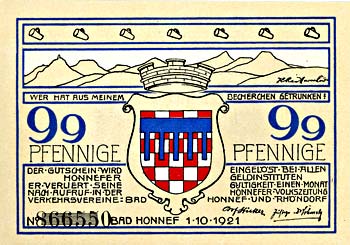 WER HAT AUS MEINEM BECHERCHEN GETRUNKEN!
99 99
PFENNIGE PFENNIGE
DER·GUTSCHEIN·WIRD
HONNEFER
ER·VERLIERT·SEINE
NACH·AUFRUF·IN·DER
VERKEHRSVEREINE: BAD
EINGELÖST·BEI·ALLEN
GELDINSTITUTEN
GÜLTIGKEIT·EINEN·MONAT
HONNEFER·VOLKSZEITUNG
HONNEF·UND·RHÖNDORF
No 866550 BAD HONNEF 1·10·1921